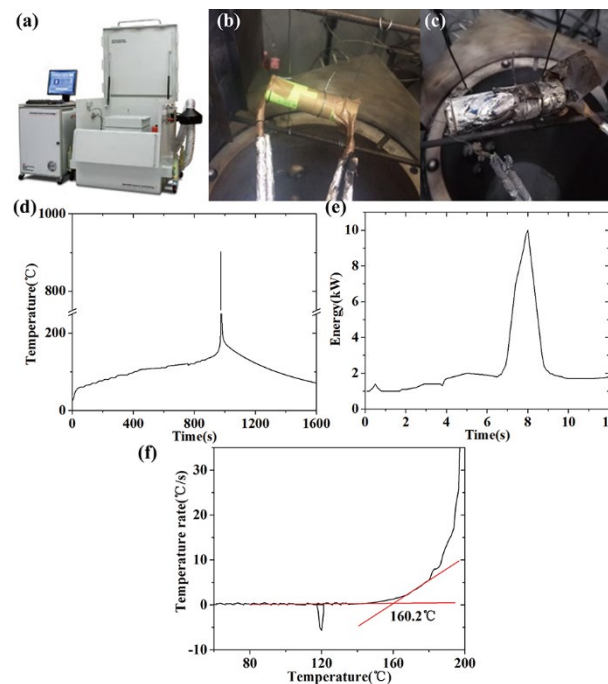 (a)
(b)
(c)
(d)
1000
800
200
100
0
Temperature(℃)
0 400 800 1200 1600
Time(s)
(e)
10
8
6
4
2
0
Energy(kW)
0 2 4 6 8 10 12
Time(s)
(f)
30
20
10
0
-10
Temperature rate(℃/s)
160.2℃
80 120 160 200
Temperature(℃)